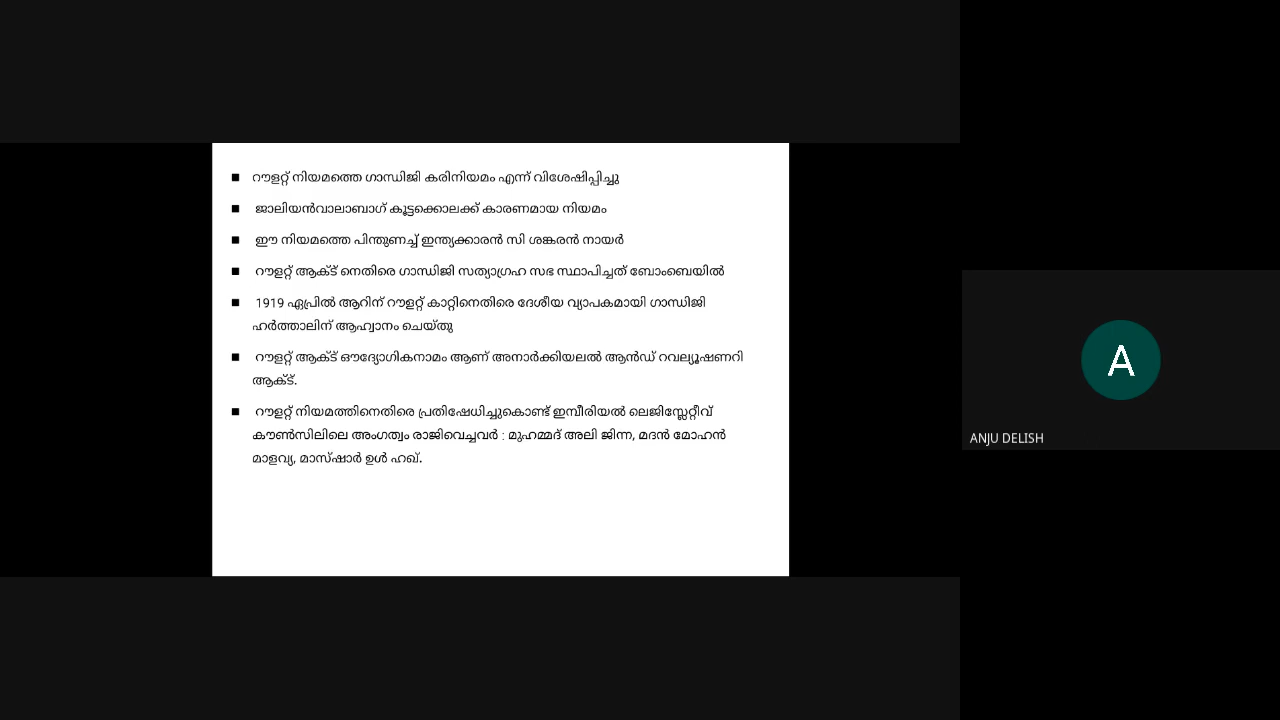 ■ റൗളറ്റ് നിയമത്തെ ഗാന്ധിജി കരിനിയമം എന്ന് വിശേഷിപ്പിച്ചു
■ ജാലിയൻവാലാബാഗ് കൂട്ടക്കൊലക്ക് കാരണമായ നിയമം
■ ഈ നിയമത്തെ പിന്തുണച്ച് ഇന്ത്യക്കാരൻ സി ശങ്കരൻ നായർ
■ റൗളറ്റ് ആക്ട് നെതിരെ ഗാന്ധിജി സത്യാഗ്രഹ സഭ സ്ഥാപിച്ചത് ബോംബെയിൽ
■ 1919 ഏപ്രിൽ ആറിന് റൗളറ്റ് കാറ്റിനെതിരെ ദേശീയ വ്യാപകമായി ഗാന്ധിജി
ഹർത്താലിന് ആഹ്വാനം ചെയ്തു
■ റൗളറ്റ് ആക്ട് ഔദ്യോഗികനാമം ആണ് അനാർക്കിയലൽ ആൻഡ് റവല്യൂഷണറി
ആക്ട്.
■ റൗളറ്റ് നിയമത്തിനെതിരെ പ്രതിഷേധിച്ചുകൊണ്ട് ഇമ്പീരിയൽ ലെജിസ്ലേറ്റീവ്
കൗൺസിലിലെ അംഗത്വം രാജിവെച്ചവർ : മുഹമ്മദ് അലി ജിന്ന, മദൻ മോഹൻ
മാളവ്യ, മാസ്ഷാർ ഉൾ ഹഖ്.
A
ANJU DELISH